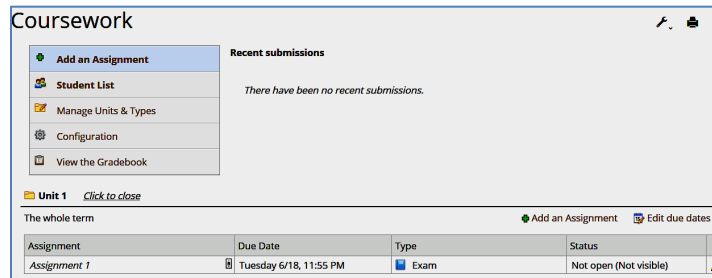 Coursework
Add an Assignment
Student List
Manage Units & Types
Configuration
View the Gradebook
Recent submissions
There have been no recent submissions.
Unit 1 Click to close
The whole term Add an Assignment Edit due dates
Assignment Due Date Type Status
Assignment 1 Tuesday 6/18, 11:55 PM Exam Not open (Not visible)